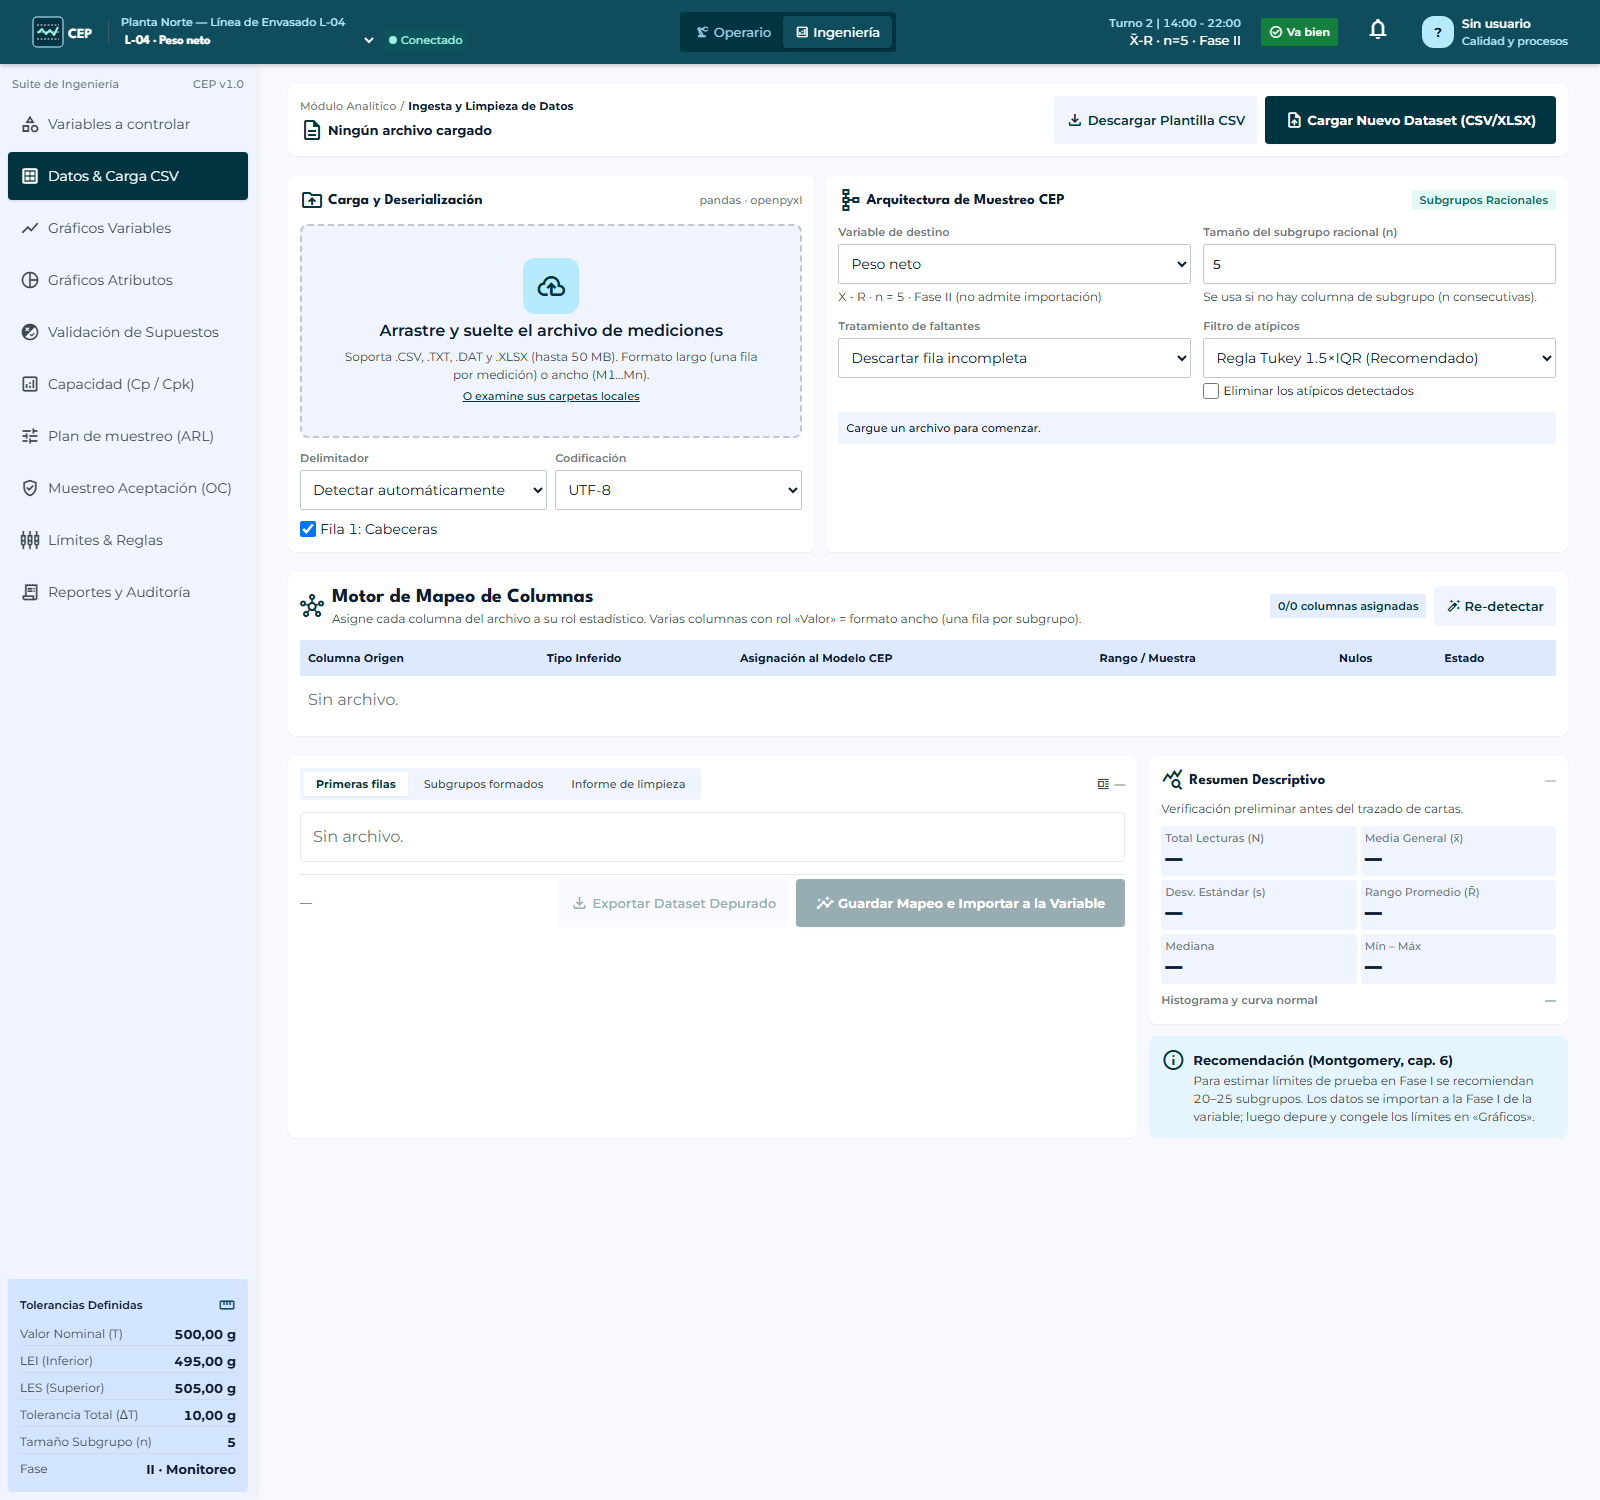 CEP
Planta Norte — Línea de Envasado L-04
L-04 · Peso neto
Conectado
Operario
Ingeniería
Turno 2 | 14:00 - 22:00
X̄-R · n=5 · Fase II
Va bien
?
Sin usuario
Calidad y procesos
Suite de Ingeniería
CEP v1.0
Variables a controlar
Datos & Carga CSV
Gráficos Variables
Gráficos Atributos
Validación de Supuestos
Capacidad (Cp / Cpk)
Plan de muestreo (ARL)
Muestreo Aceptación (OC)
Límites & Reglas
Reportes y Auditoría
Tolerancias Definidas
Valor Nominal (T) 500,00 g
LEI (Inferior) 495,00 g
LES (Superior) 505,00 g
Tolerancia Total (ΔT) 10,00 g
Tamaño Subgrupo (n) 5
Fase II · Monitoreo
Módulo Analítico / Ingesta y Limpieza de Datos
Ningún archivo cargado
Descargar Plantilla CSV
Cargar Nuevo Dataset (CSV/XLSX)
Carga y Deserialización
pandas · openpyxl
Arrastre y suelte el archivo de mediciones
Soporta .CSV, .TXT, .DAT y .XLSX (hasta 50 MB). Formato largo (una fila
por medición) o ancho (M1…Mn).
O examine sus carpetas locales
Delimitador
Detectar automáticamente
Codificación
UTF-8
Fila 1: Cabeceras
Arquitectura de Muestreo CEP
Subgrupos Racionales
Variable de destino
Peso neto
X̄ - R · n = 5 · Fase II (no admite importación)
Tamaño del subgrupo racional (n)
5
Se usa si no hay columna de subgrupo (n consecutivas).
Tratamiento de faltantes
Descartar fila incompleta
Filtro de atípicos
Regla Tukey 1.5×IQR (Recomendado)
Eliminar los atípicos detectados
Cargue un archivo para comenzar.
Motor de Mapeo de Columnas
Asigne cada columna del archivo a su rol estadístico. Varias columnas con rol «Valor» = formato ancho (una fila por subgrupo).
0/0 columnas asignadas
Re-detectar
Columna Origen Tipo Inferido Asignación al Modelo CEP Rango / Muestra Nulos Estado
Sin archivo.
Primeras filas
Subgrupos formados
Informe de limpieza
—
Sin archivo.
—
Exportar Dataset Depurado
Guardar Mapeo e Importar a la Variable
Resumen Descriptivo
—
Verificación preliminar antes del trazado de cartas.
Total Lecturas (N)
—
Media General (x̄)
—
Desv. Estándar (s)
—
Rango Promedio (R̄)
—
Mediana
—
Mín – Máx
—
Histograma y curva normal
—
Recomendación (Montgomery, cap. 6)
Para estimar límites de prueba en Fase I se recomiendan
20–25 subgrupos. Los datos se importan a la Fase I de la
variable; luego depure y congele los límites en «Gráficos».